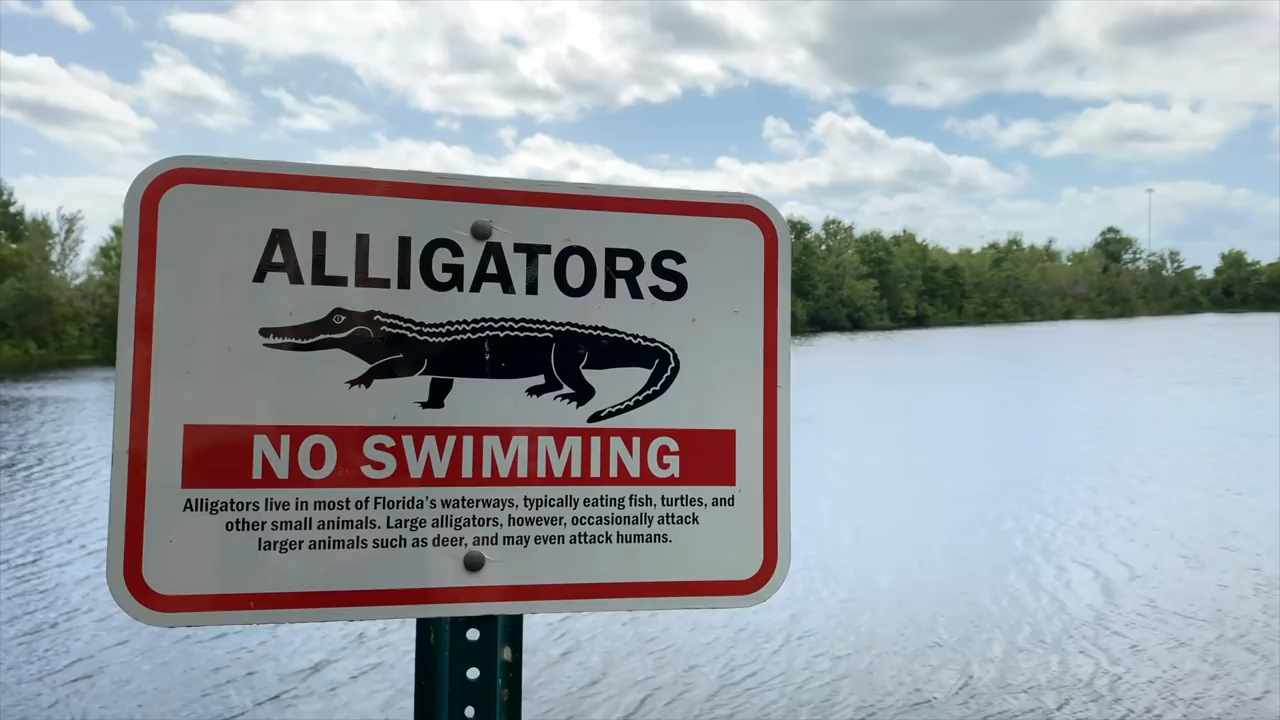 ALLIGATORS
NO SWIMMING
Alligators live in most of Florida's waterways, typically eating fish, turtles, and
other small animals. Large alligators, however, occasionally attack
larger animals such as deer, and may even attack humans.